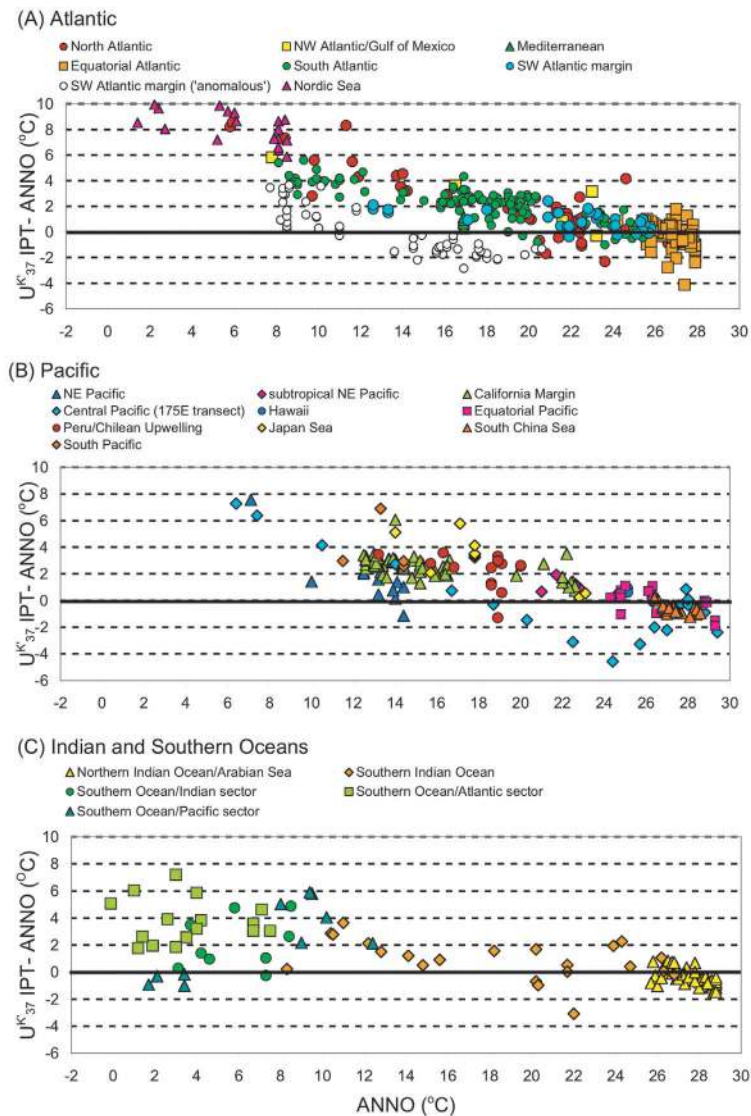 (A) Atlantic
North Atlantic
NW Atlantic/Gulf of Mexico
Mediterranean
Equatorial Atlantic
South Atlantic
SW Atlantic margin
SW Atlantic margin ('anomalous')
Nordic Sea
10
8
6
4
2
0
-2
-4
-6
U^K'_37 IPT- ANNO (°C)
-2 0 2 4 6 8 10 12 14 16 18 20 22 24 26 28 30
(B) Pacific
NE Pacific
subtropical NE Pacific
California Margin
Central Pacific (175E transect)
Hawaii
Equatorial Pacific
Peru/Chilean Upwelling
Japan Sea
South China Sea
South Pacific
10
8
6
4
2
0
-2
-4
-6
U^K'_37 IPT- ANNO (°C)
-2 0 2 4 6 8 10 12 14 16 18 20 22 24 26 28 30
(C) Indian and Southern Oceans
Northern Indian Ocean/Arabian Sea
Southern Indian Ocean
Southern Ocean/Indian sector
Southern Ocean/Atlantic sector
Southern Ocean/Pacific sector
10
8
6
4
2
0
-2
-4
-6
U^K'_37 IPT- ANNO (°C)
-2 0 2 4 6 8 10 12 14 16 18 20 22 24 26 28 30
ANNO (°C)